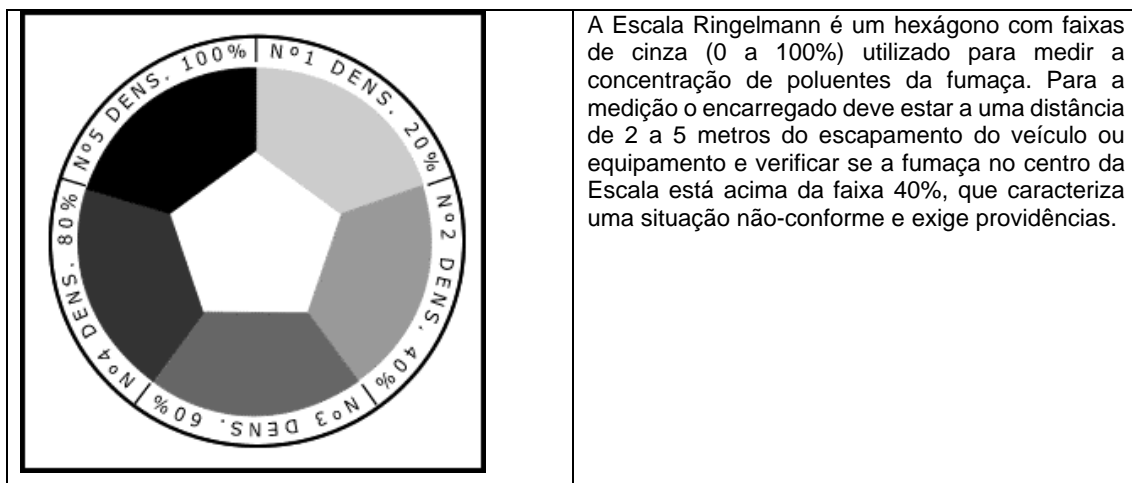 Nº1 DENS. 20%
Nº2 DENS. 40%
Nº3 DENS. 60%
Nº4 DENS. 80%
Nº5 DENS. 100%
A Escala Ringelmann é um hexágono com faixas
de cinza (0 a 100%) utilizado para medir a
concentração de poluentes da fumaça. Para a
medição o encarregado deve estar a uma distância
de 2 a 5 metros do escapamento do veículo ou
equipamento e verificar se a fumaça no centro da
Escala está acima da faixa 40%, que caracteriza
uma situação não-conforme e exige providências.